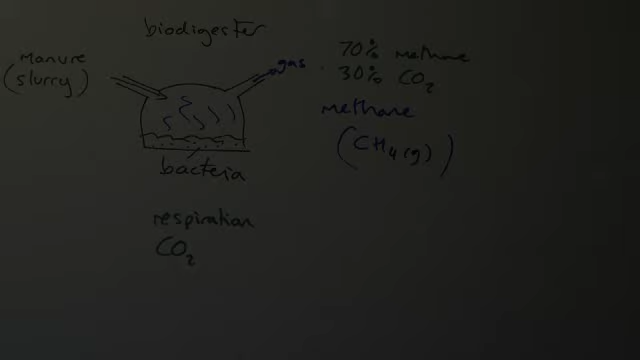 biodigester
Manure
(slurry)
gas
70% methane
30% CO₂
methane
(CH₄(g))
bacteria
respiration
CO₂